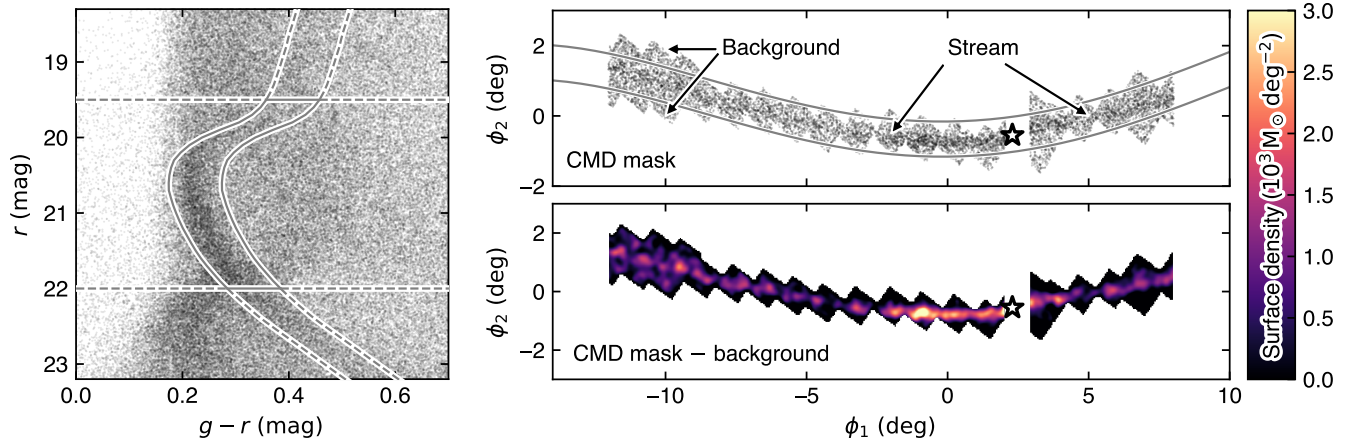 19
20
21
22
23
r (mag)
0.0 0.2 0.4 0.6
g − r (mag)
2
0
−2
ϕ₂ (deg)
Background
Stream
CMD mask
2
0
−2
ϕ₂ (deg)
CMD mask − background
−10 −5 0 5 10
ϕ₁ (deg)
3.0
2.5
2.0
1.5
1.0
0.5
0.0
Surface density (10³ M⊙ deg⁻²)